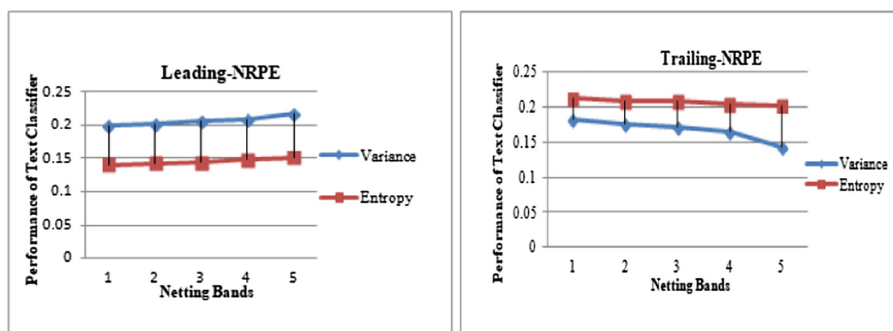 Leading-NRPE
Performance of Text Classifier
0.25
0.2
0.15
0.1
0.05
0
1 2 3 4 5
Netting Bands
Variance
Entropy
Trailing-NRPE
Performance of Text Classifier
0.25
0.2
0.15
0.1
0.05
0
1 2 3 4 5
Netting Bands
Variance
Entropy